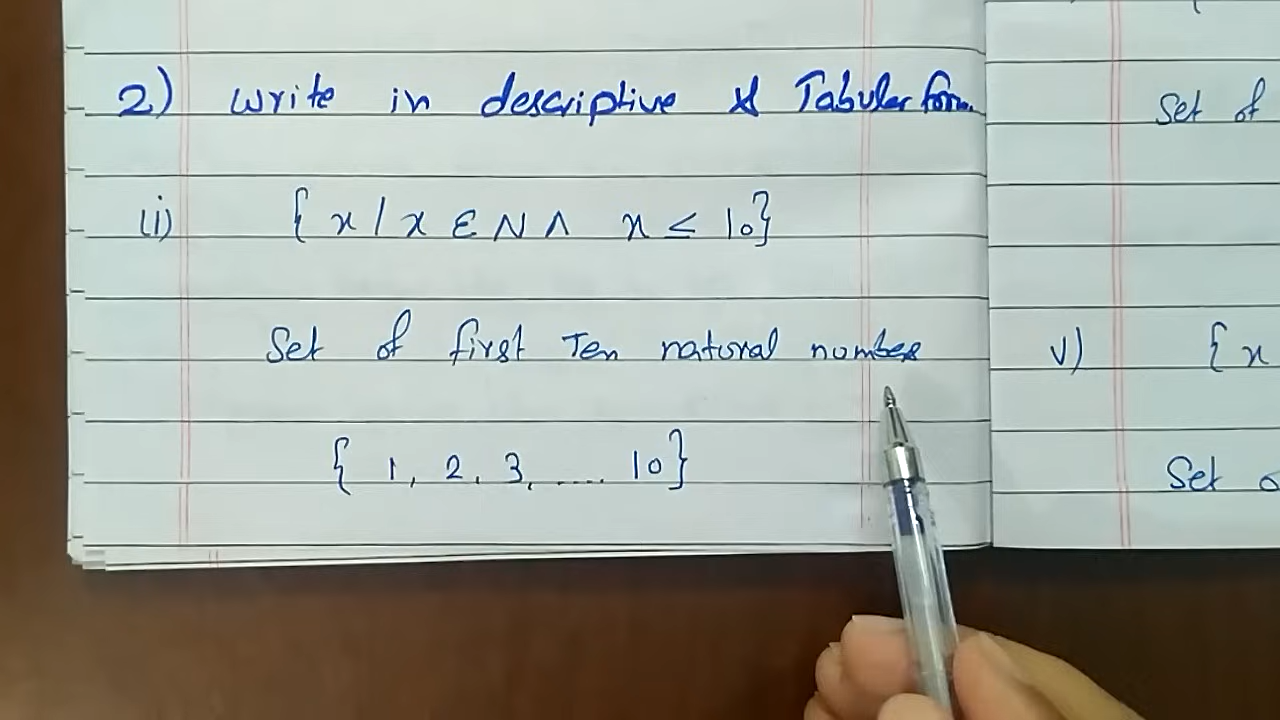 2) Write in descriptive & Tabular form.
(i) { x / x ∈ N ∧ x ≤ 10}
Set of first Ten natural numbers
{ 1, 2, 3, .... 10}
Set of
v) { x
Set o